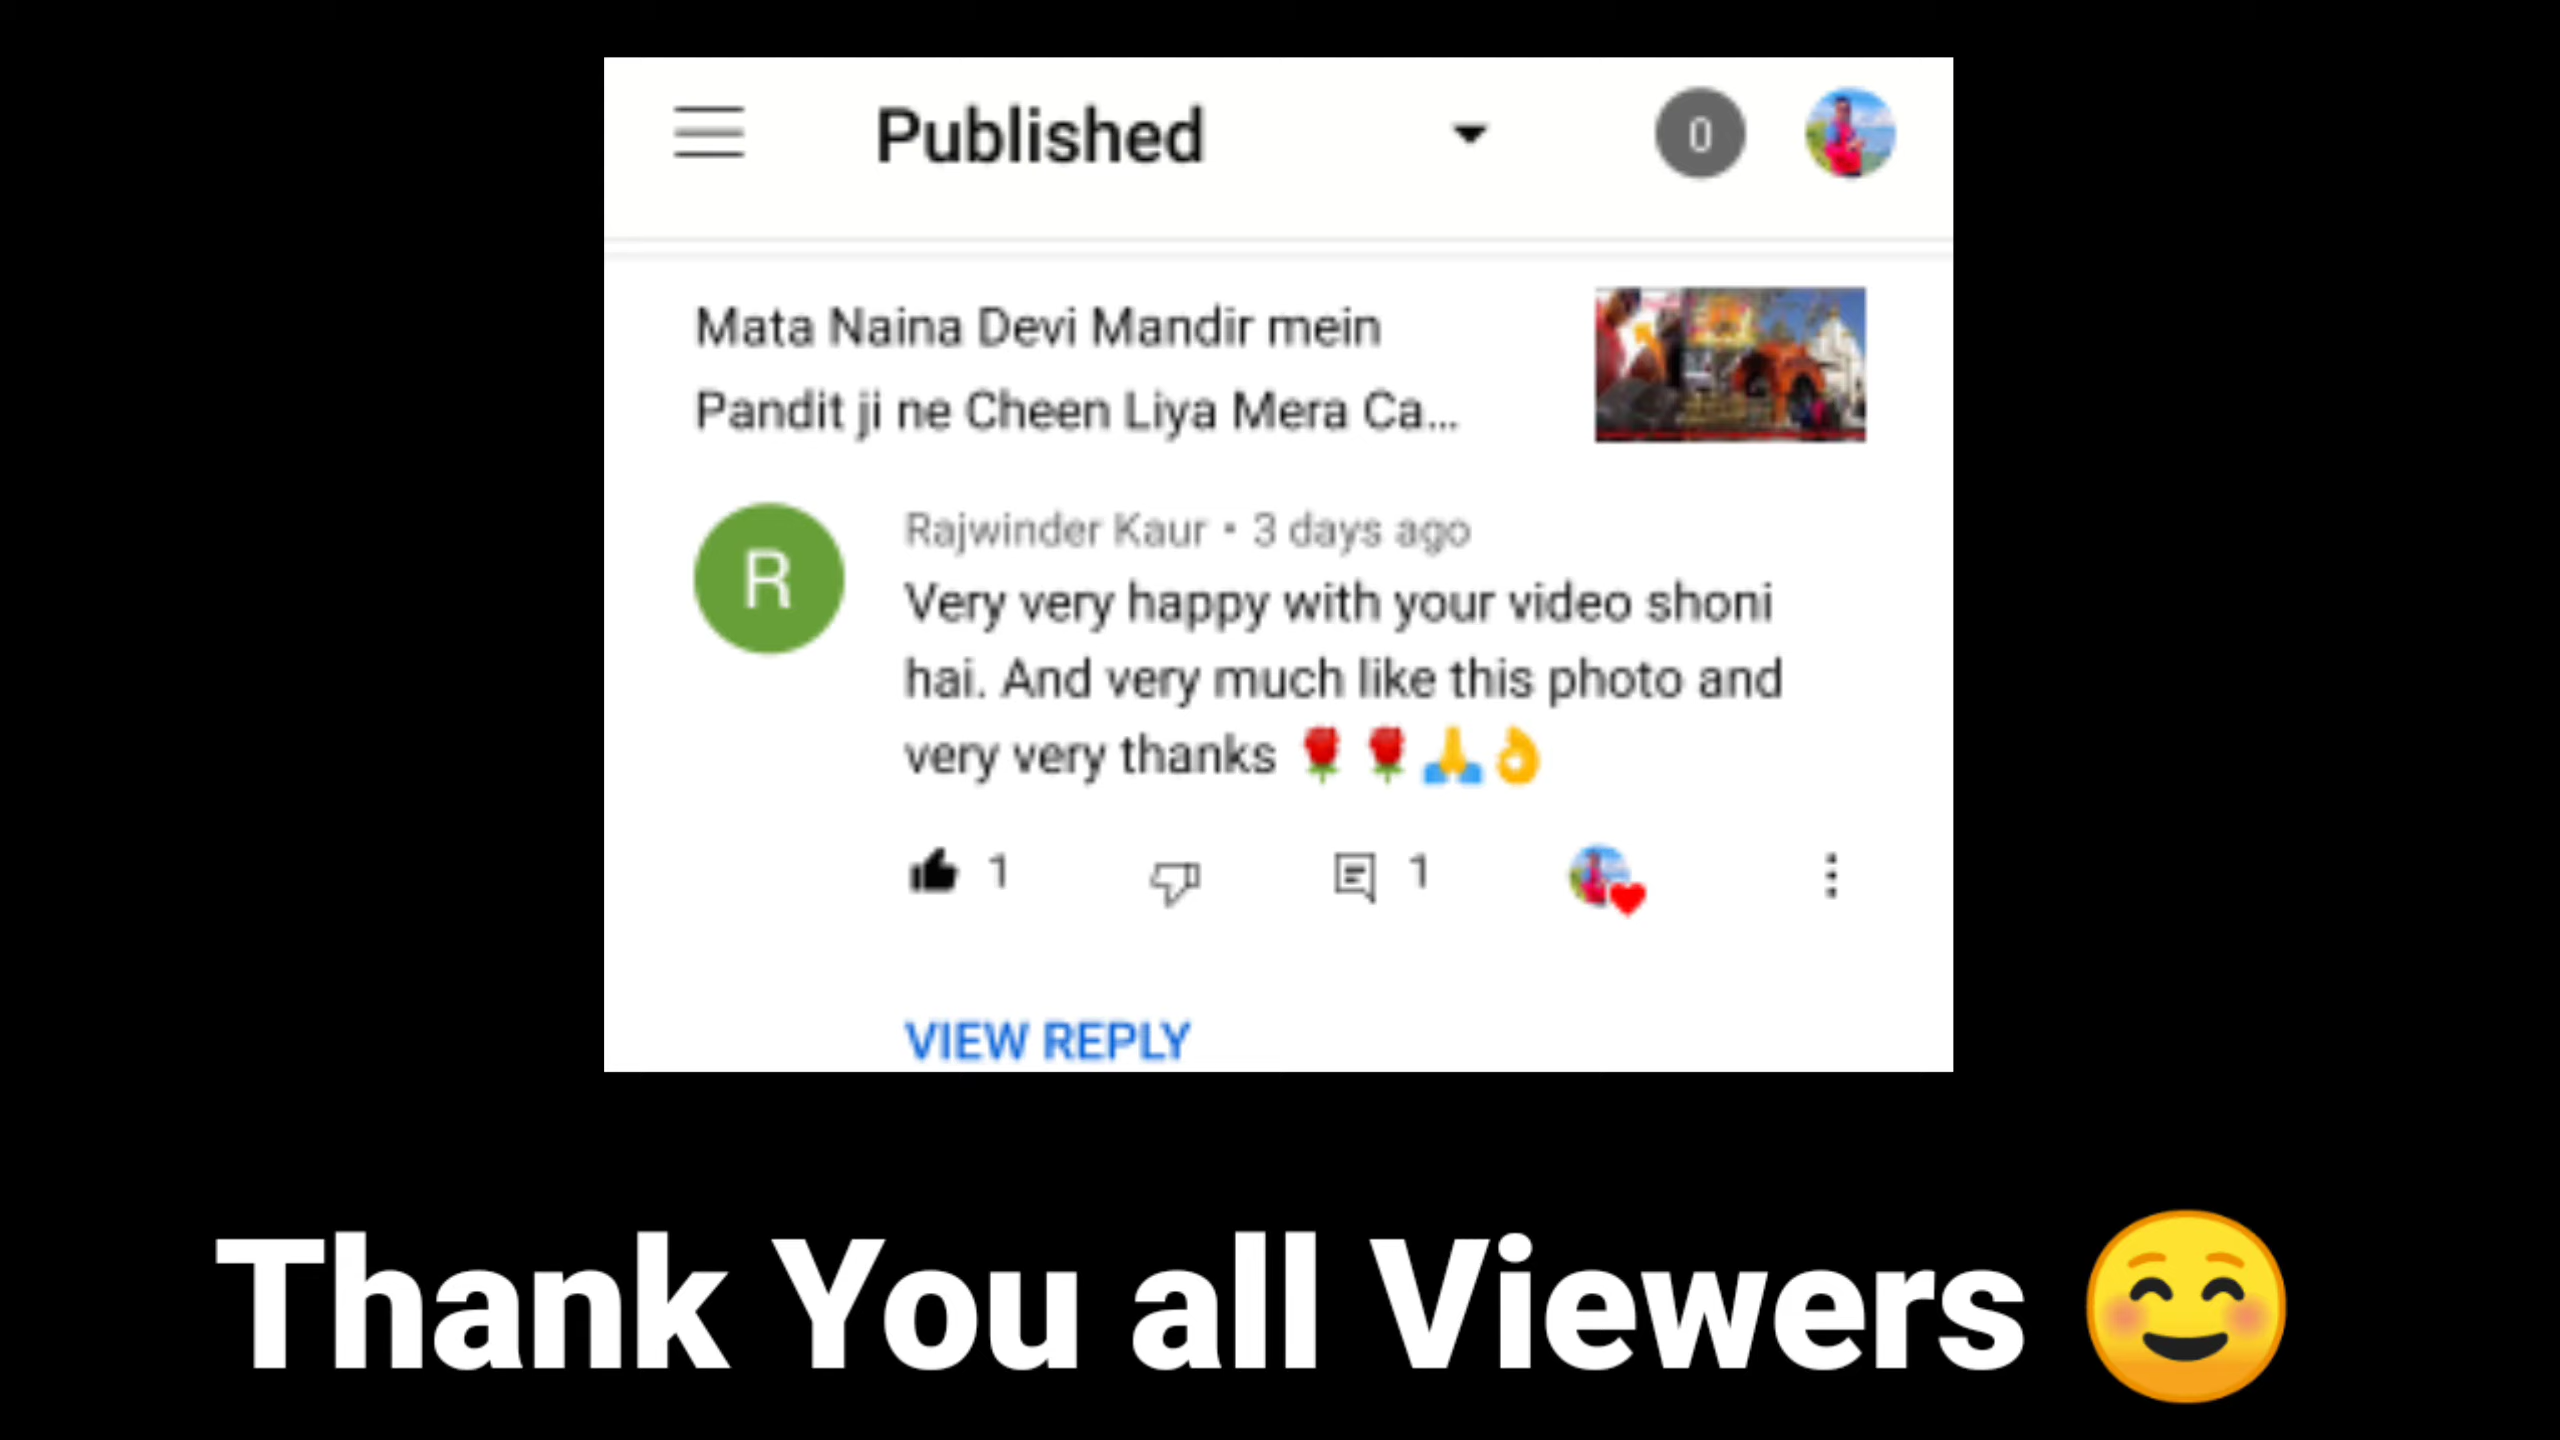 Published
0
Mata Naina Devi Mandir mein
Pandit ji ne Cheen Liya Mera Ca...
R
Rajwinder Kaur • 3 days ago
Very very happy with your video shoni
hai. And very much like this photo and
very very thanks 🌹🌹🙏👌
1 1
VIEW REPLY
Thank You all Viewers ☺️